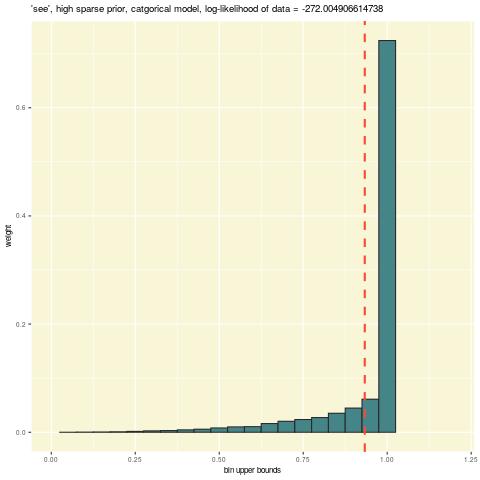 'see', high sparse prior, catgorical model, log-likelihood of data = -272.004906614738
0.6
0.4
0.2
0.0
weight
0.00 0.25 0.50 0.75 1.00 1.25
bin upper bounds